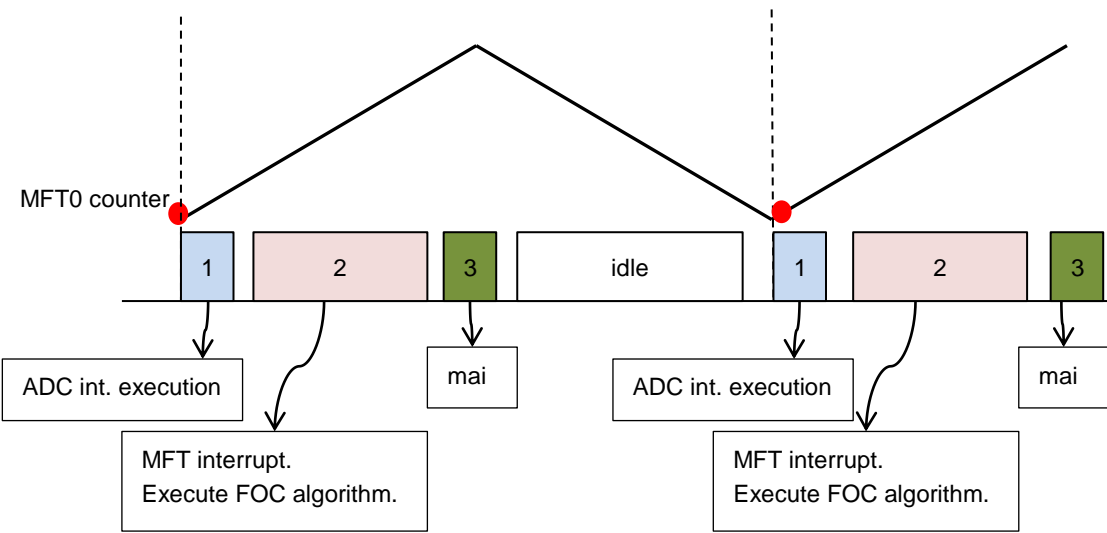 MFT0 counter
1
2
3
idle
1
2
3
ADC int. execution
mai
ADC int. execution
mai
MFT interrupt.
Execute FOC algorithm.
MFT interrupt.
Execute FOC algorithm.